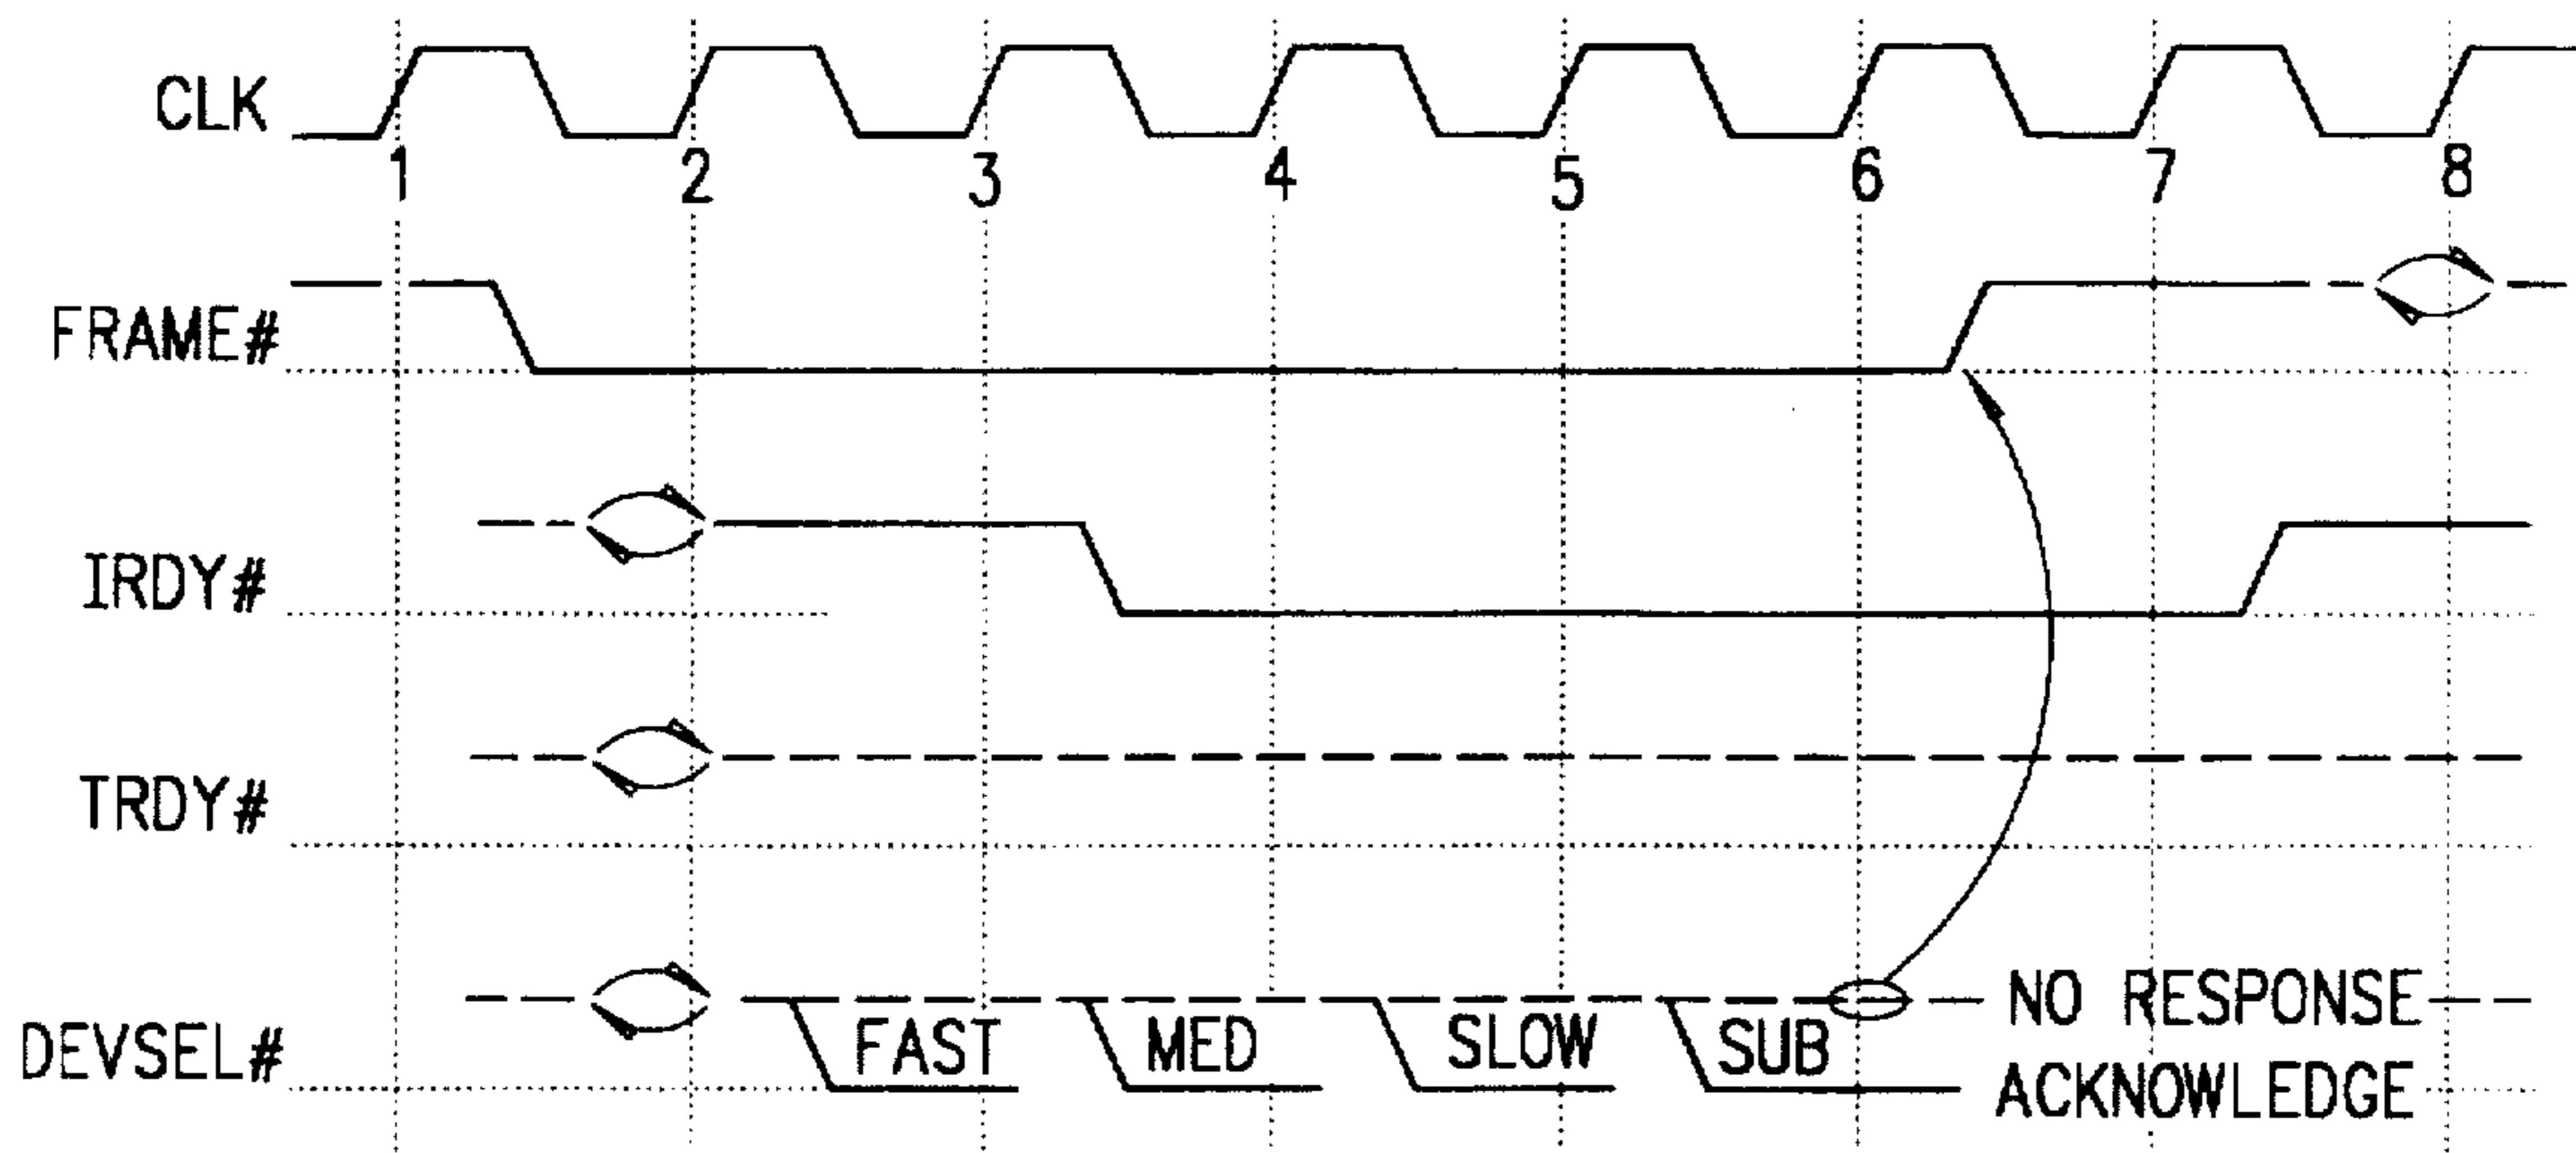 CLK
1 2 3 4 5 6 7 8
FRAME#
IRDY#
TRDY#
DEVSEL#
FAST MED SLOW SUB
NO RESPONSE
ACKNOWLEDGE